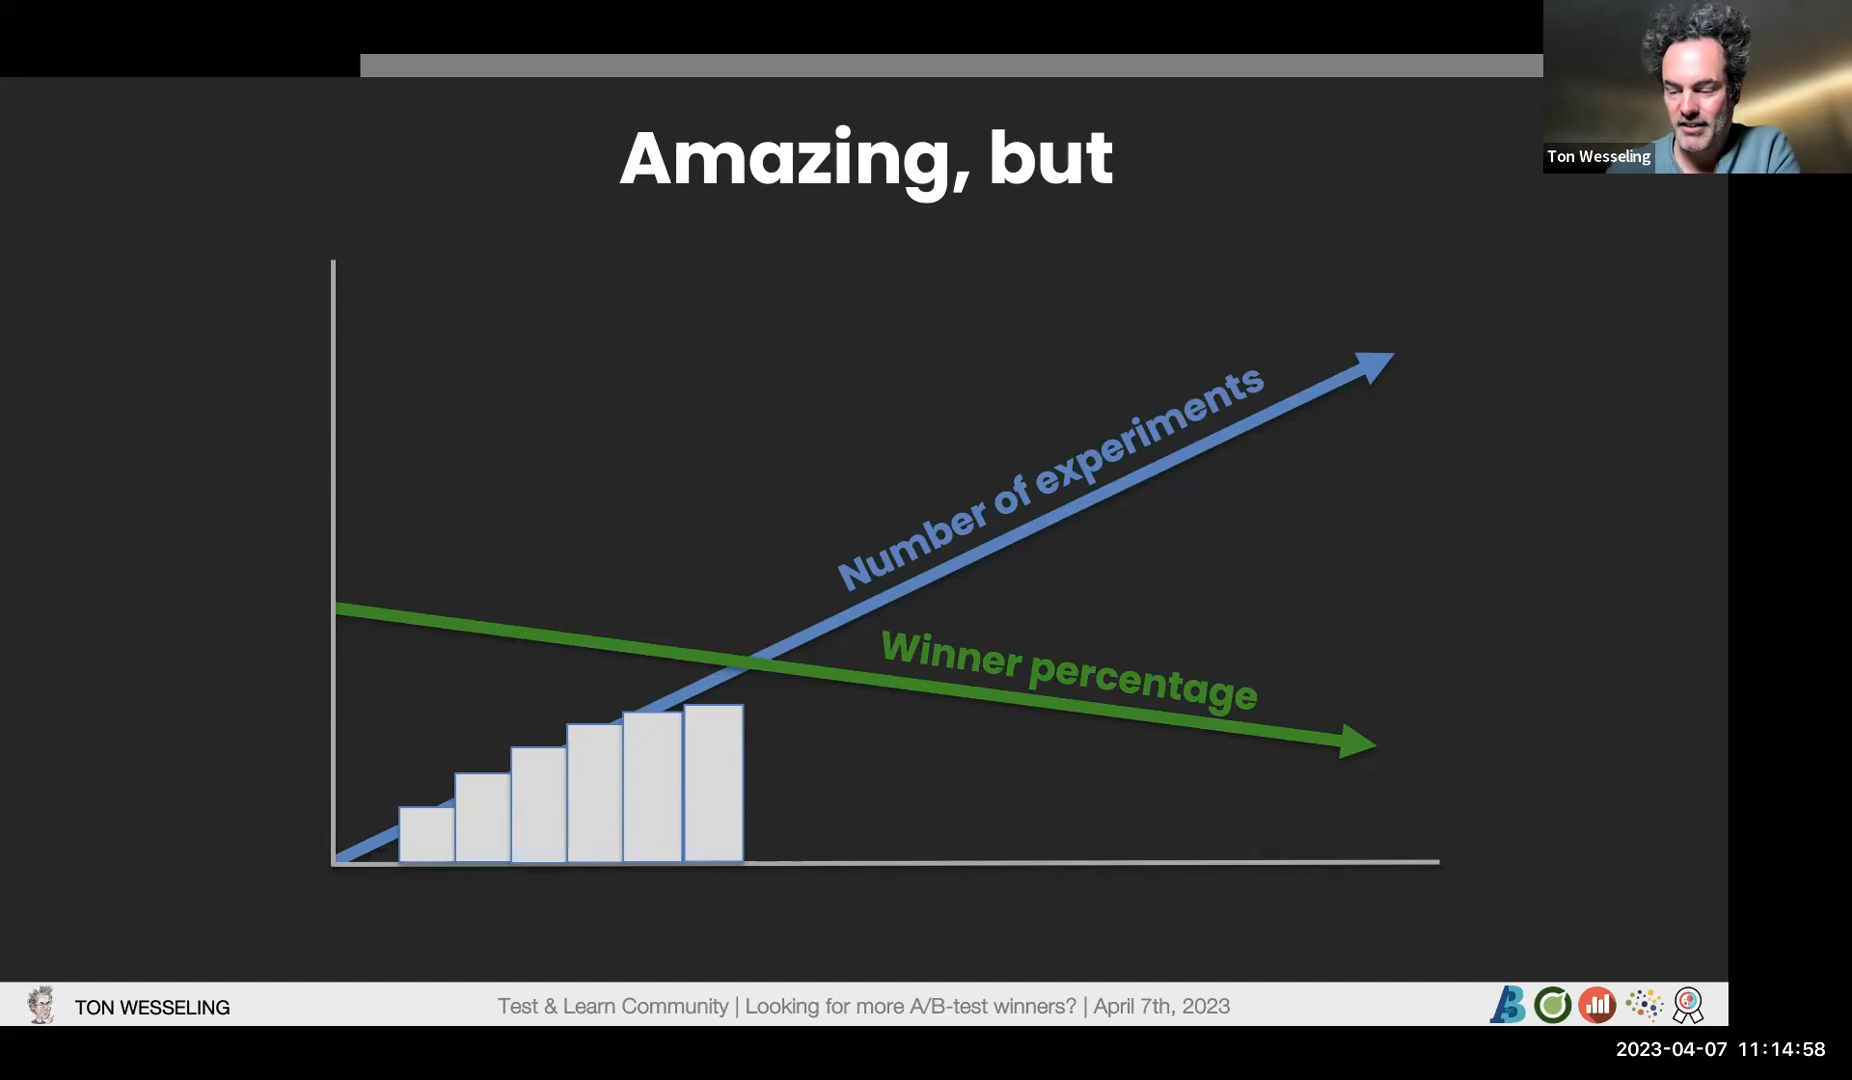 Amazing, but
Ton Wesseling
Number of experiments
Winner percentage
TON WESSELING
Test & Learn Community | Looking for more A/B-test winners? | April 7th, 2023
2023-04-07 11:14:58